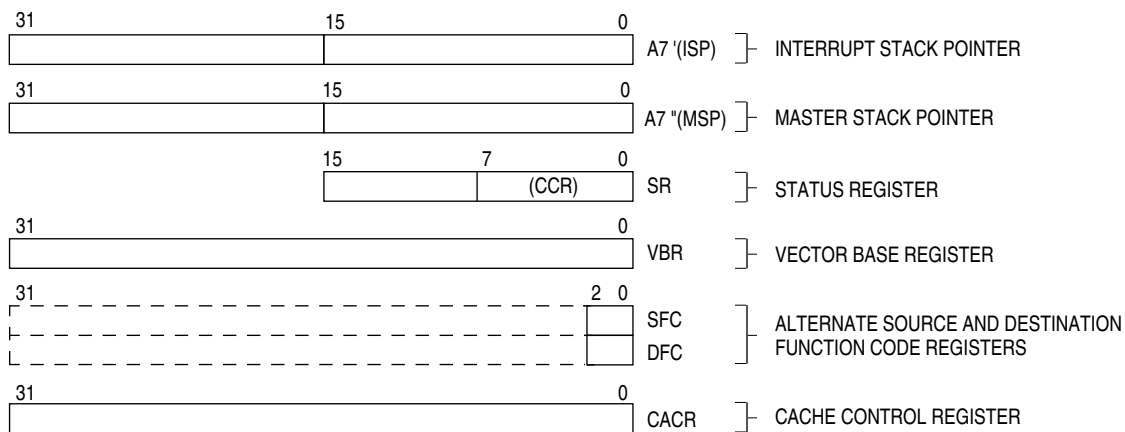 31 15 0
A7 '(ISP) INTERRUPT STACK POINTER
31 15 0
A7 "(MSP) MASTER STACK POINTER
15 7 0
(CCR) SR STATUS REGISTER
31 0
VBR VECTOR BASE REGISTER
31 2 0
SFC ALTERNATE SOURCE AND DESTINATION
DFC FUNCTION CODE REGISTERS
31 0
CACR CACHE CONTROL REGISTER